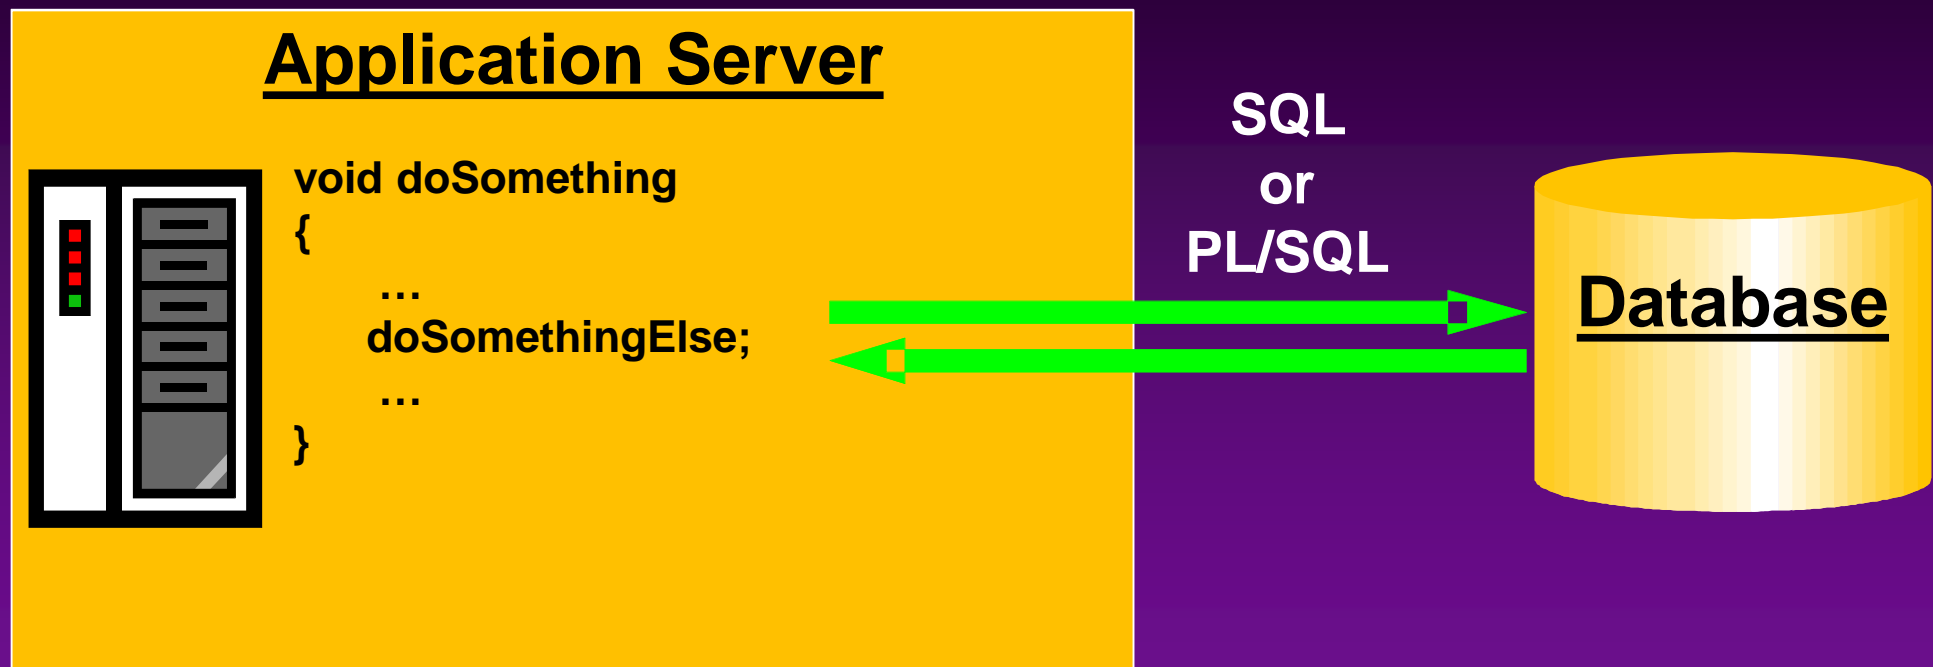 Application Server
void doSomething
{
…
doSomethingElse;
…
}
SQL
or
PL/SQL
Database